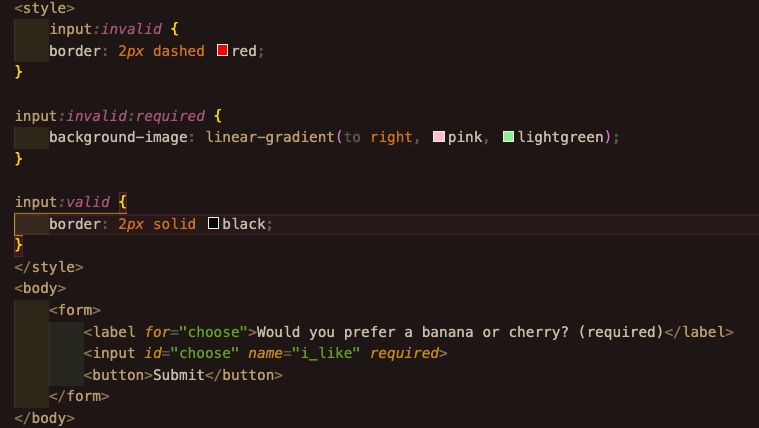 <style>
    input:invalid {
    border: 2px dashed red;
}

input:invalid:required {
    background-image: linear-gradient(to right, pink, lightgreen);
}

input:valid {
    border: 2px solid black;
}
</style>
<body>
    <form>
        <label for="choose">Would you prefer a banana or cherry? (required)</label>
        <input id="choose" name="i_like" required>
        <button>Submit</button>
    </form>
</body>